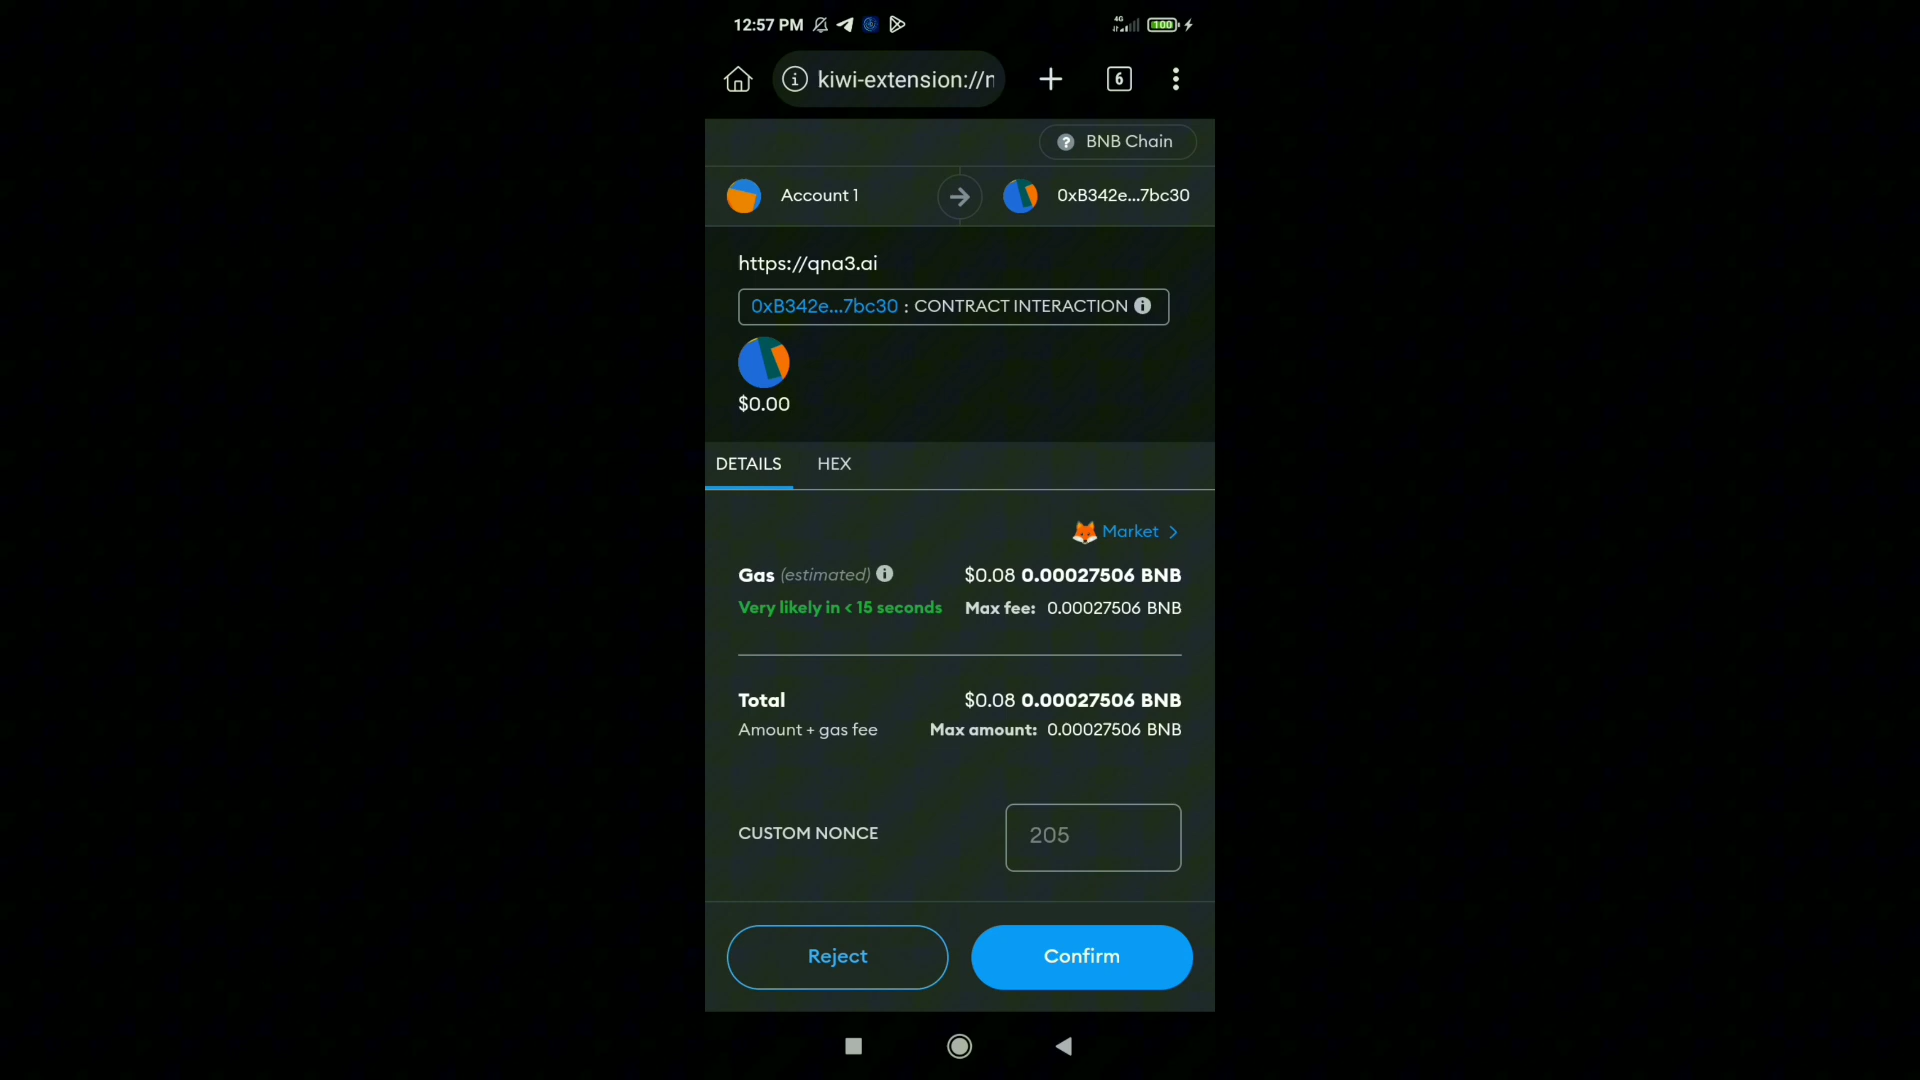 12:57 PM
4G
100
kiwi-extension://n
6
BNB Chain
Account 1
0xB342e...7bc30
https://qna3.ai
0xB342e...7bc30 : CONTRACT INTERACTION
$0.00
DETAILS
HEX
Market
Gas (estimated)
$0.08 0.00027506 BNB
Very likely in < 15 seconds
Max fee: 0.00027506 BNB
Total
$0.08 0.00027506 BNB
Amount + gas fee
Max amount: 0.00027506 BNB
CUSTOM NONCE
205
Reject
Confirm